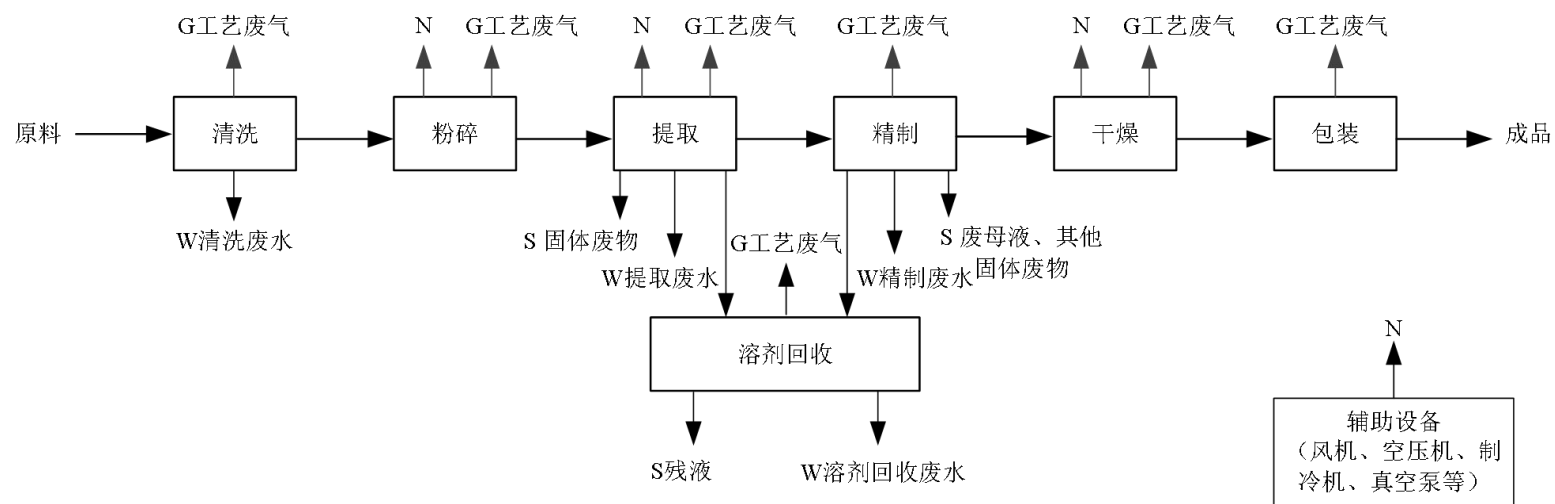 G工艺废气
N
G工艺废气
N
G工艺废气
G工艺废气
N
G工艺废气
G工艺废气
原料
清洗
粉碎
提取
精制
干燥
包装
成品
W清洗废水
S 固体废物
W提取废水
G工艺废气
W精制废水
S 废母液、其他
固体废物
溶剂回收
S残液
W溶剂回收废水
N
辅助设备
（风机、空压机、制
冷机、真空泵等）